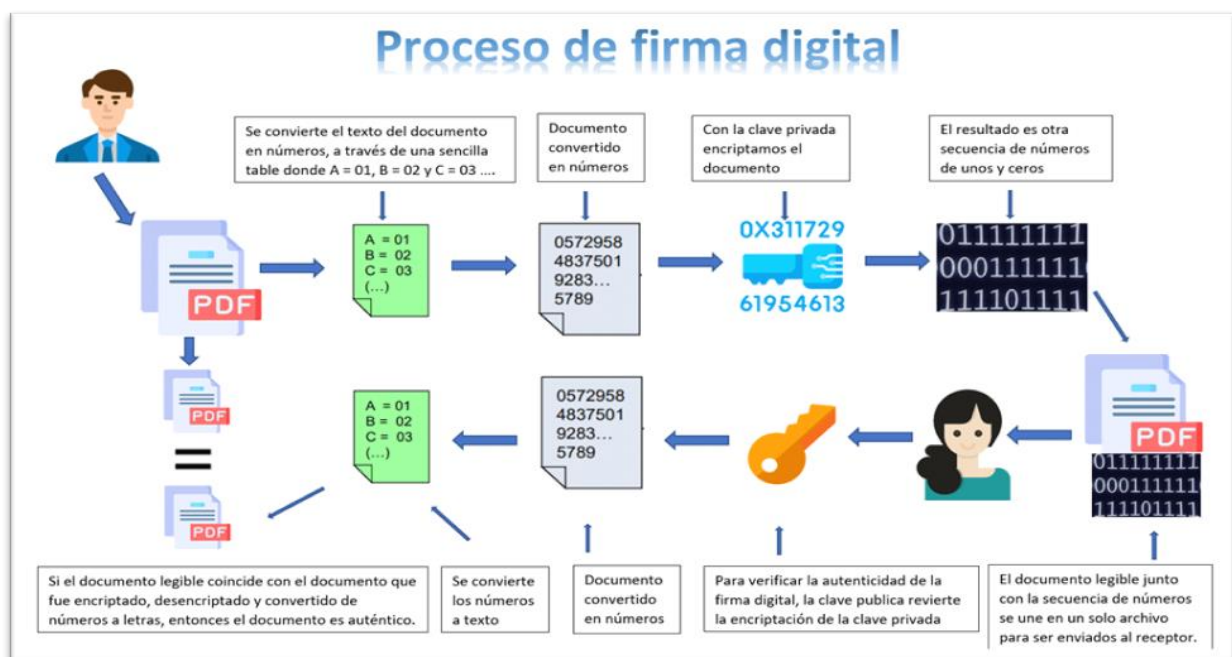 Proceso de firma digital
Se convierte el texto del documento
en números, a través de una sencilla
table donde A = 01, B = 02 y C = 03 ....
Documento
convertido
en números
Con la clave privada
encriptamos el
documento
El resultado es otra
secuencia de números
de unos y ceros
PDF
A = 01
B = 02
C = 03
(...)
0572958
4837501
9283...
5789
0X311729
61954613
011111111
000111111
111101111
PDF
=
PDF
A = 01
B = 02
C = 03
(...)
0572958
4837501
9283...
5789
PDF
011111111
000111111
111101111
Si el documento legible coincide con el documento que
fue encriptado, desencriptado y convertido de
números a letras, entonces el documento es auténtico.
Se convierte
los números
a texto
Documento
convertido
en números
Para verificar la autenticidad de la
firma digital, la clave publica revierte
la encriptación de la clave privada
El documento legible junto
con la secuencia de números
se une en un solo archivo
para ser enviados al receptor.